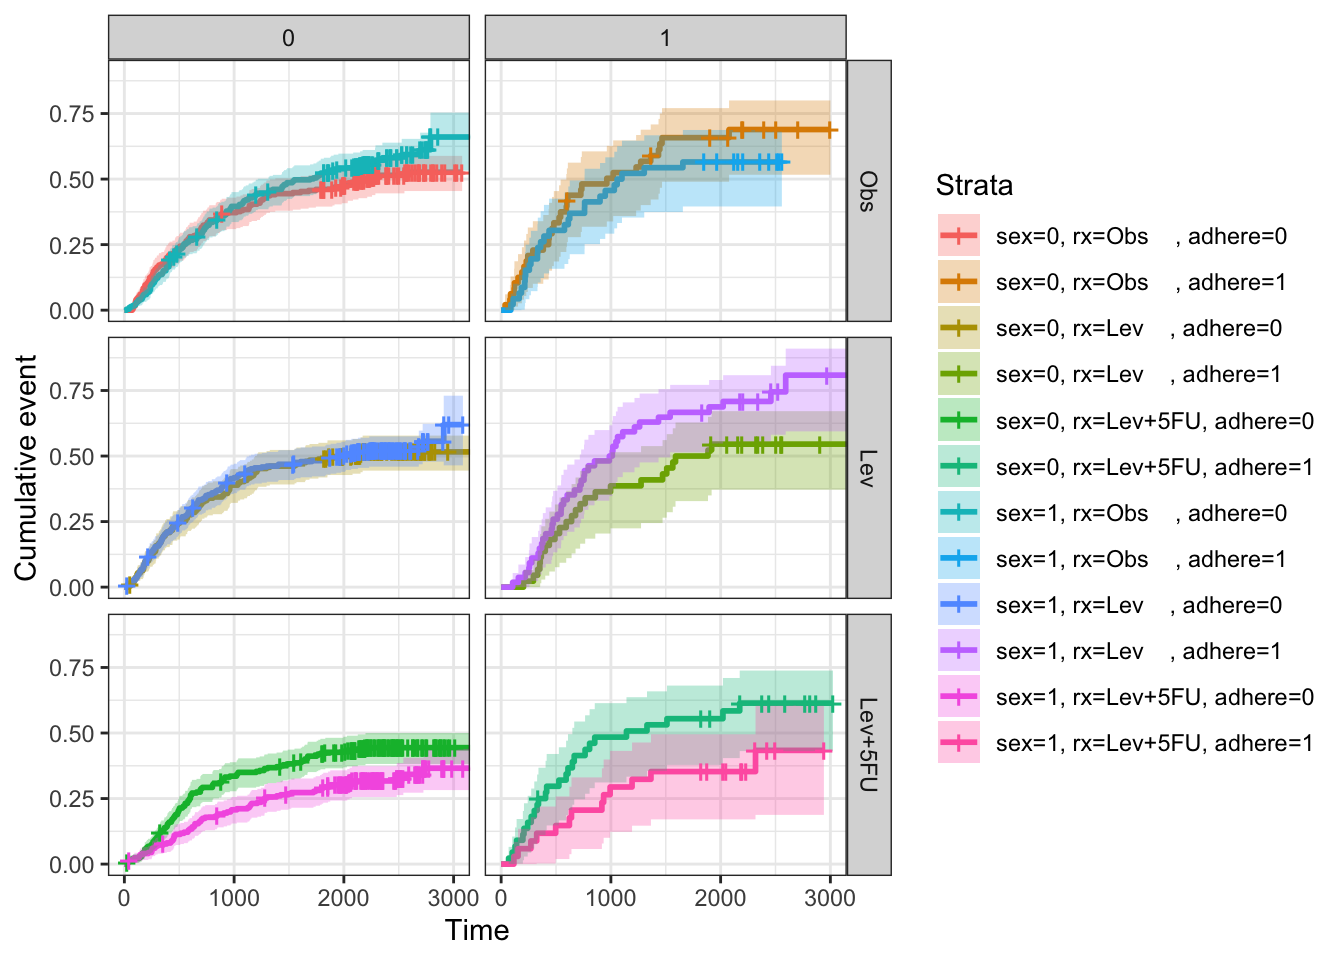 0 1
0.75
0.50
0.25
0.00
Obs
0.75
0.50
0.25
0.00
Lev
0.75
0.50
0.25
0.00
Lev+5FU
0 1000 2000 3000 0 1000 2000 3000
Time
Cumulative event
Strata
sex=0, rx=Obs    , adhere=0
sex=0, rx=Obs    , adhere=1
sex=0, rx=Lev    , adhere=0
sex=0, rx=Lev    , adhere=1
sex=0, rx=Lev+5FU, adhere=0
sex=0, rx=Lev+5FU, adhere=1
sex=1, rx=Obs    , adhere=0
sex=1, rx=Obs    , adhere=1
sex=1, rx=Lev    , adhere=0
sex=1, rx=Lev    , adhere=1
sex=1, rx=Lev+5FU, adhere=0
sex=1, rx=Lev+5FU, adhere=1